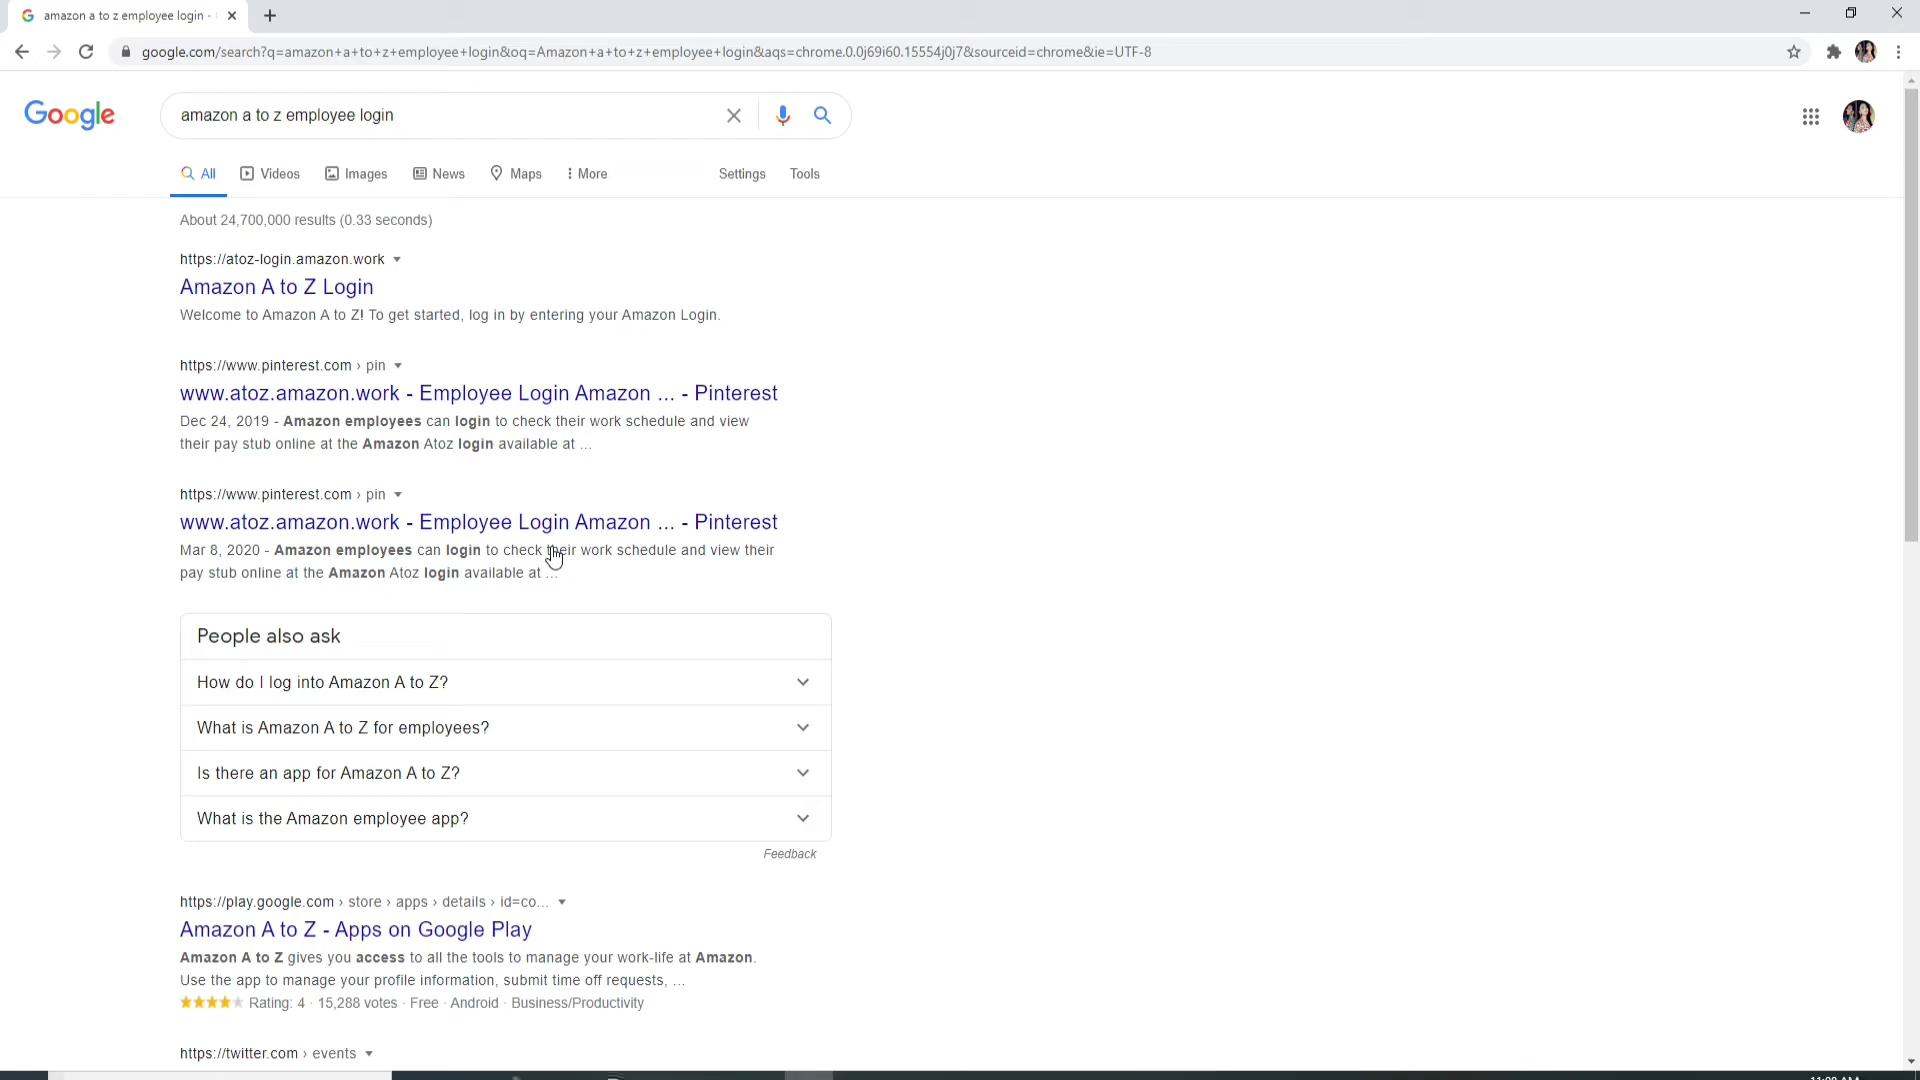 amazon a to z employee login -
google.com/search?q=amazon+a+to+z+employee+login&oq=Amazon+a+to+z+employee+login&aqs=chrome.0.0j69i60.15554j0j7&sourceid=chrome&ie=UTF-8
Google
amazon a to z employee login
All Videos Images News Maps More Settings Tools
About 24,700,000 results (0.33 seconds)
https://atoz-login.amazon.work
Amazon A to Z Login
Welcome to Amazon A to Z! To get started, log in by entering your Amazon Login.
https://www.pinterest.com › pin
www.atoz.amazon.work - Employee Login Amazon ... - Pinterest
Dec 24, 2019 - Amazon employees can login to check their work schedule and view
their pay stub online at the Amazon Atoz login available at ...
https://www.pinterest.com › pin
www.atoz.amazon.work - Employee Login Amazon ... - Pinterest
Mar 8, 2020 - Amazon employees can login to check their work schedule and view their
pay stub online at the Amazon Atoz login available at ...
People also ask
How do I log into Amazon A to Z?
What is Amazon A to Z for employees?
Is there an app for Amazon A to Z?
What is the Amazon employee app?
Feedback
https://play.google.com › store › apps › details › id=co...
Amazon A to Z - Apps on Google Play
Amazon A to Z gives you access to all the tools to manage your work-life at Amazon.
Use the app to manage your profile information, submit time off requests, ...
Rating: 4 · 15,288 votes · Free · Android · Business/Productivity
https://twitter.com › events